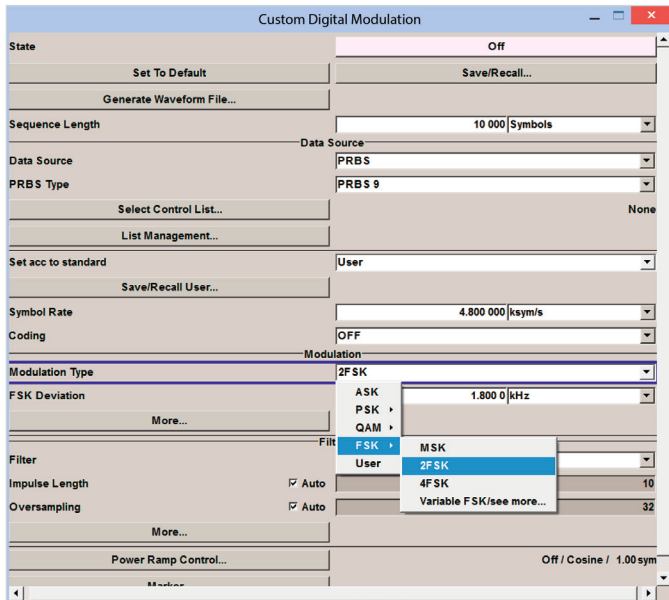 Custom Digital Modulation
State Off
Set To Default Save/Recall...
Generate Waveform File...
Sequence Length 10 000 Symbols
Data Source
Data Source PRBS
PRBS Type PRBS 9
Select Control List... None
List Management...
Set acc to standard User
Save/Recall User...
Symbol Rate 4.800 000 ksym/s
Coding OFF
Modulation
Modulation Type 2FSK
FSK Deviation 1.800 0 kHz
ASK
PSK
QAM
FSK
User
MSK
2FSK
4FSK
Variable FSK/see more...
More...
Filter
Impulse Length Auto 10
Oversampling Auto 32
More...
Power Ramp Control... Off / Cosine / 1.00 sym
Marker